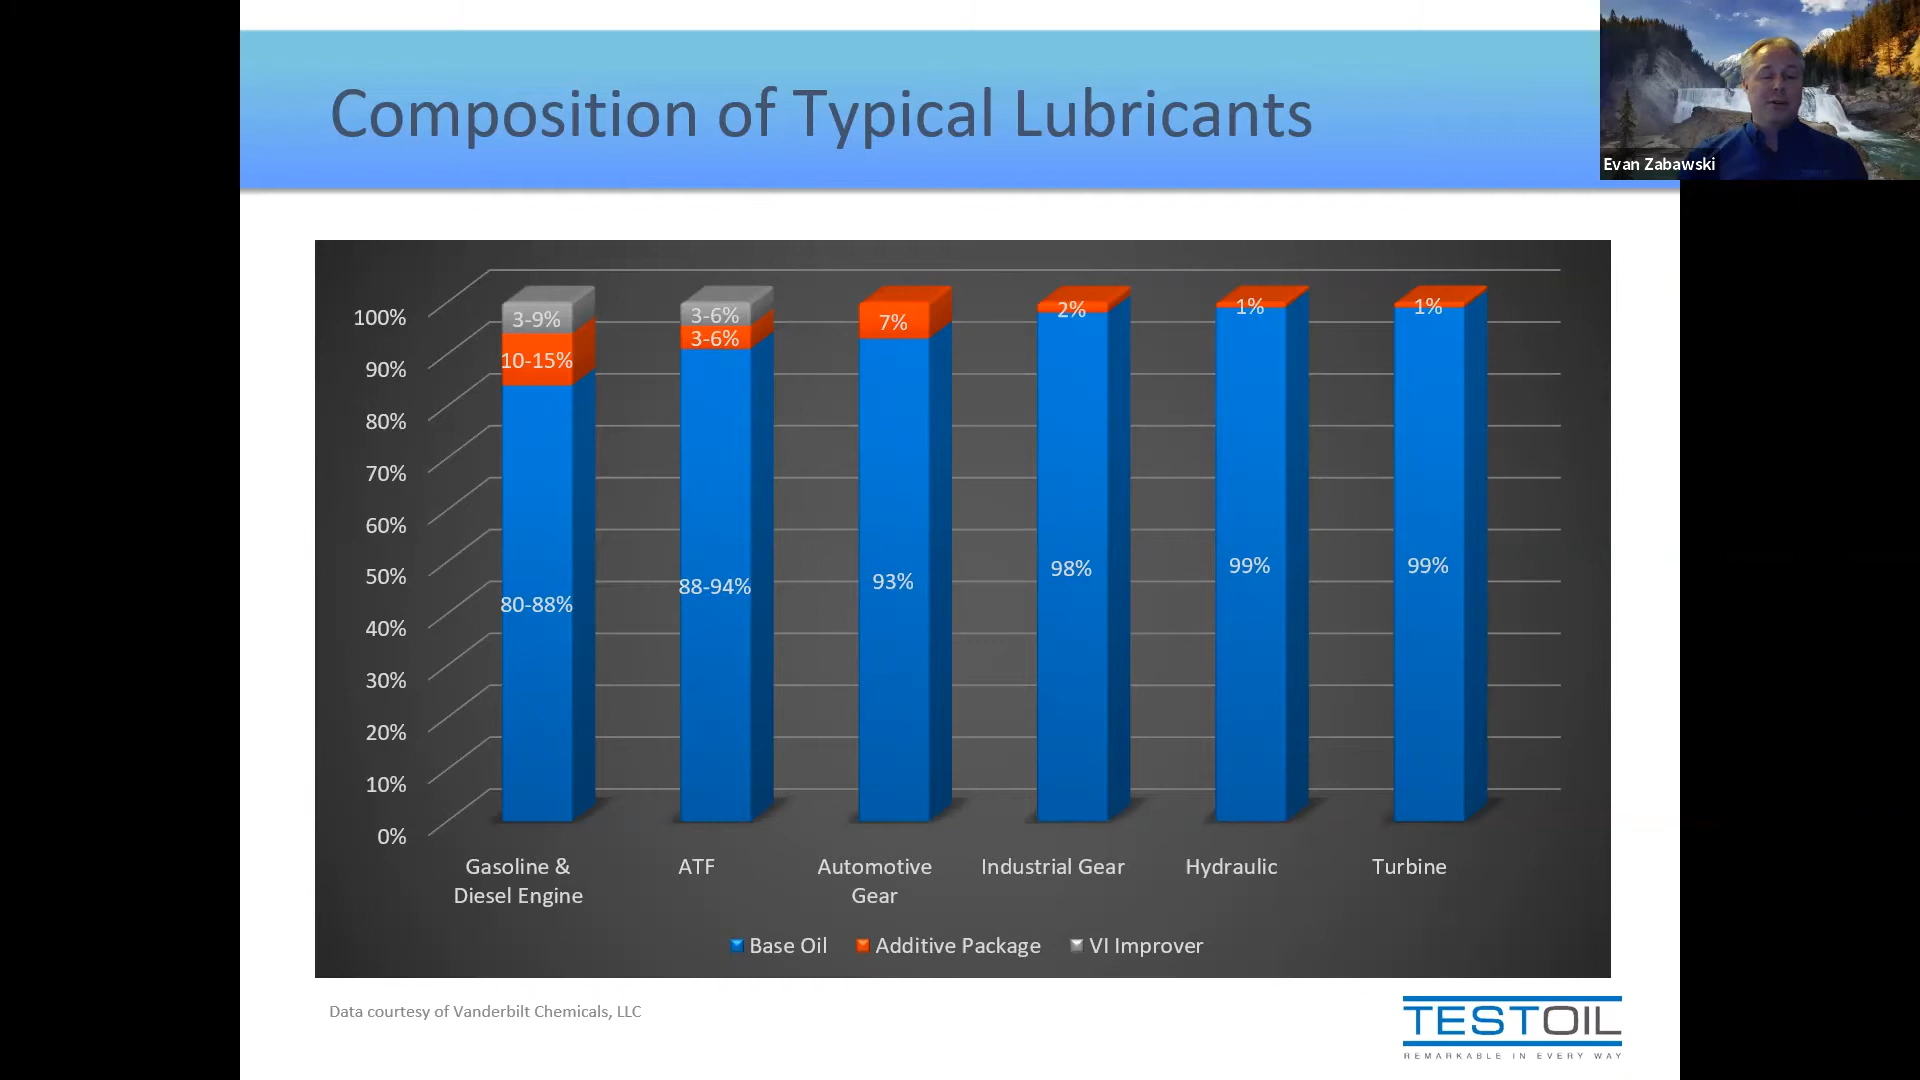 Composition of Typical Lubricants
Evan Zabawski
100%
90%
80%
70%
60%
50%
40%
30%
20%
10%
0%
3-9%
10-15%
80-88%
3-6%
3-6%
88-94%
7%
93%
2%
98%
1%
99%
1%
99%
Gasoline &
Diesel Engine
ATF
Automotive
Gear
Industrial Gear
Hydraulic
Turbine
Base Oil
Additive Package
VI Improver
Data courtesy of Vanderbilt Chemicals, LLC
TESTOIL
REMARKABLE IN EVERY WAY